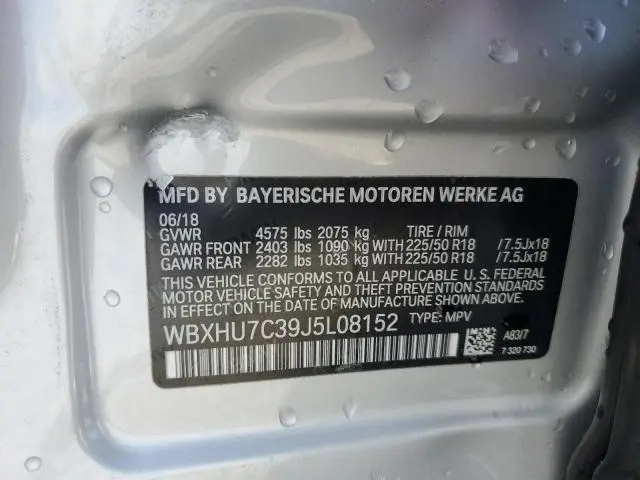 MFD BY BAYERISCHE MOTOREN WERKE AG
06/18
GVWR 4575 lbs 2075 kg TIRE / RIM
GAWR FRONT 2403 lbs 1090 kg WITH 225/50 R18 /7.5Jx18
GAWR REAR 2282 lbs 1035 kg WITH 225/50 R18 /7.5Jx18
THIS VEHICLE CONFORMS TO ALL APPLICABLE U. S. FEDERAL
MOTOR VEHICLE SAFETY AND THEFT PREVENTION STANDARDS
IN EFFECT ON THE DATE OF MANUFACTURE SHOWN ABOVE.
WBXHU7C39J5L08152 TYPE: MPV
A83/7
7 320 730